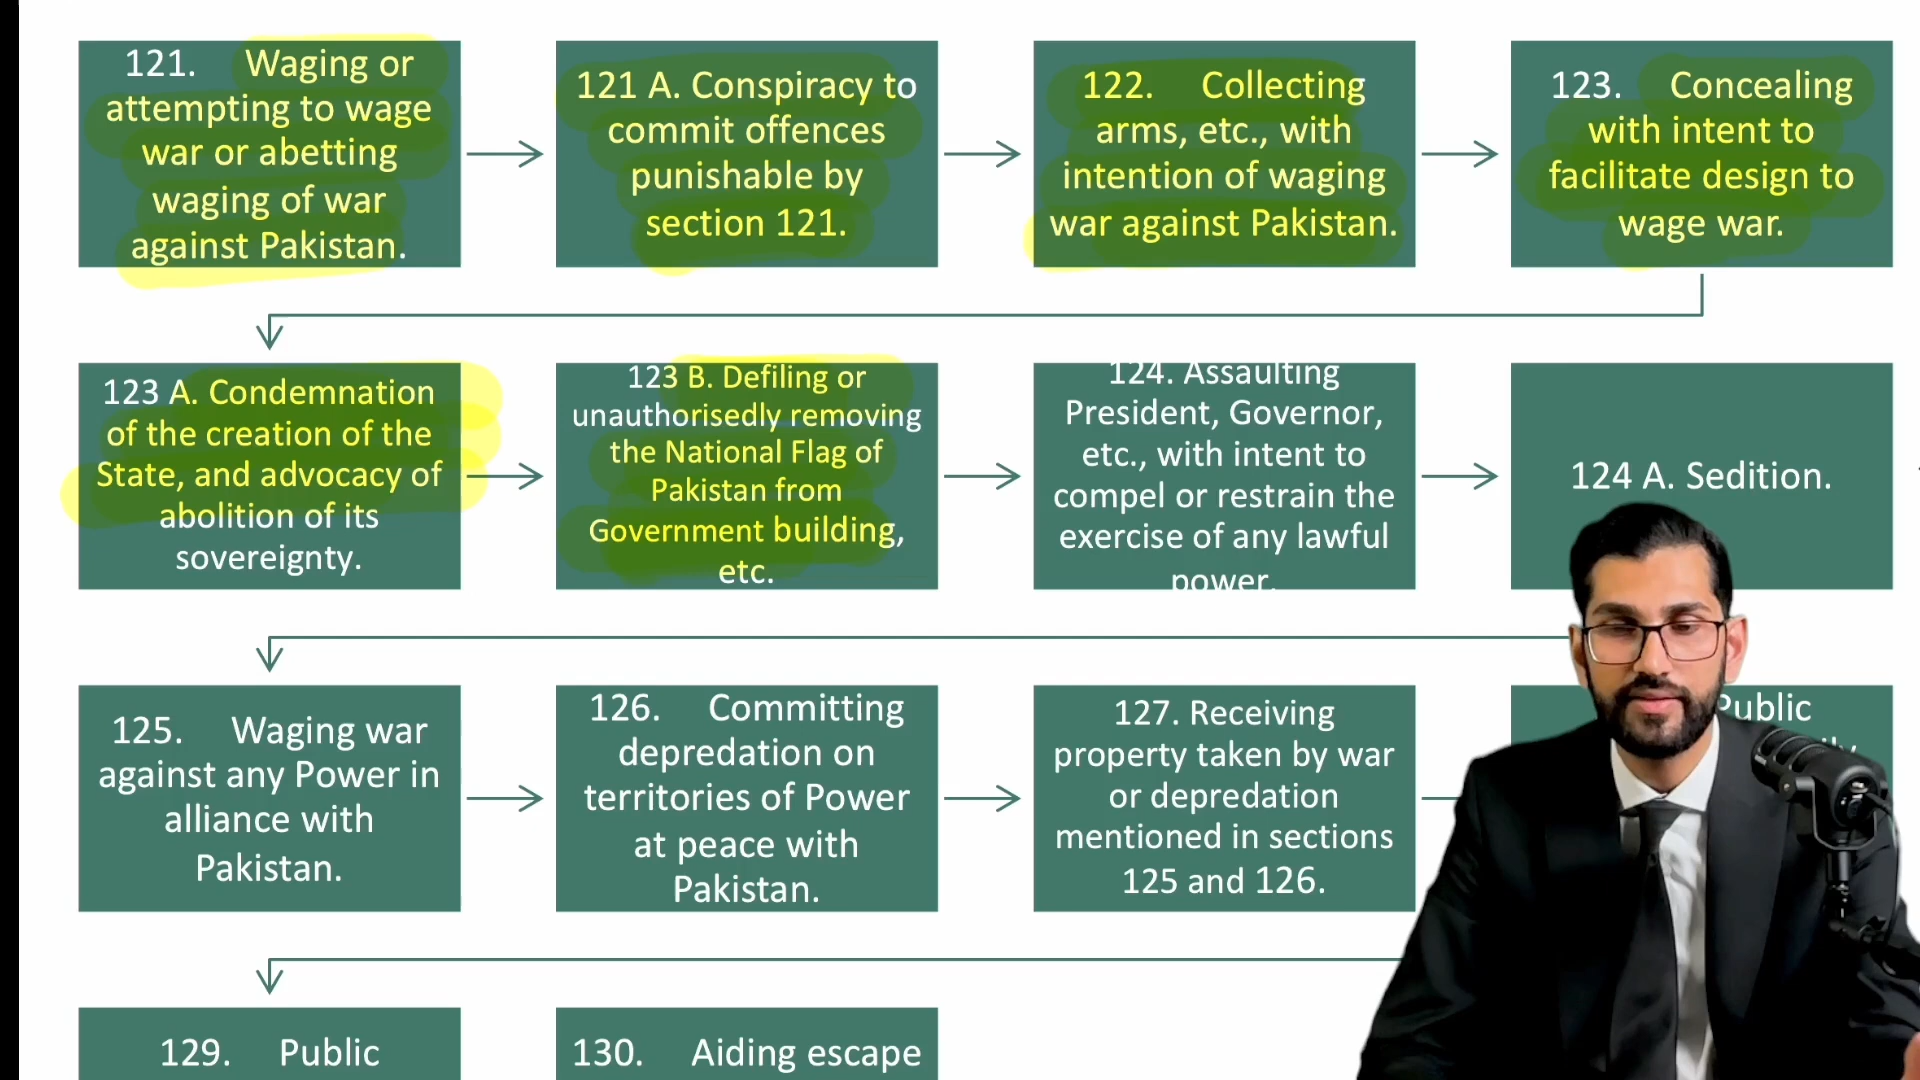 121. Waging or
attempting to wage
war or abetting
waging of war
against Pakistan.
121 A. Conspiracy to
commit offences
punishable by
section 121.
122. Collecting
arms, etc., with
intention of waging
war against Pakistan.
123. Concealing
with intent to
facilitate design to
wage war.
123 A. Condemnation
of the creation of the
State, and advocacy of
abolition of its
sovereignty.
123 B. Defiling or
unauthorisedly removing
the National Flag of
Pakistan from
Government building,
etc.
124. Assaulting
President, Governor,
etc., with intent to
compel or restrain the
exercise of any lawful
power.
124 A. Sedition.
125. Waging war
against any Power in
alliance with
Pakistan.
126. Committing
depredation on
territories of Power
at peace with
Pakistan.
127. Receiving
property taken by war
or depredation
mentioned in sections
125 and 126.
Public
129. Public
130. Aiding escape